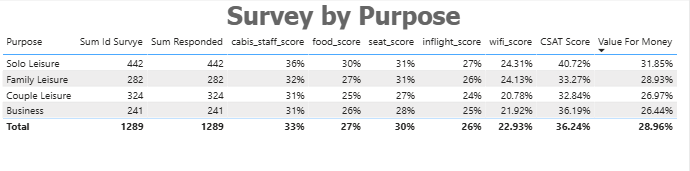 Survey by Purpose
Purpose Sum Id Survye Sum Responded cabis_staff_score food_score seat_score inflight_score wifi_score CSAT Score Value For Money
Solo Leisure 442 442 36% 30% 31% 27% 24.31% 40.72% 31.85%
Family Leisure 282 282 32% 27% 31% 26% 24.13% 33.27% 28.93%
Couple Leisure 324 324 31% 25% 27% 24% 20.78% 32.84% 26.97%
Business 241 241 31% 26% 28% 25% 21.92% 36.19% 26.44%
Total 1289 1289 33% 27% 30% 26% 22.93% 36.24% 28.96%